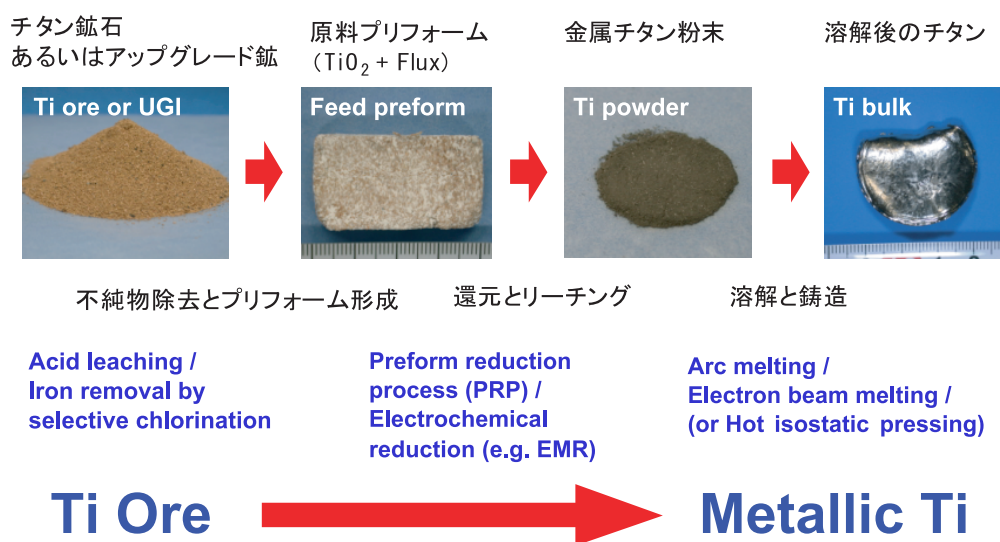 チタン鉱石
あるいはアップグレード鉱
原料プリフォーム
(TiO₂ + Flux)
金属チタン粉末
溶解後のチタン
Ti ore or UGI
Feed preform
Ti powder
Ti bulk
不純物除去とプリフォーム形成
還元とリーチング
溶解と鋳造
Acid leaching /
Iron removal by
selective chlorination
Preform reduction
process (PRP) /
Electrochemical
reduction (e.g. EMR)
Arc melting /
Electron beam melting /
(or Hot isostatic pressing)
Ti Ore
Metallic Ti